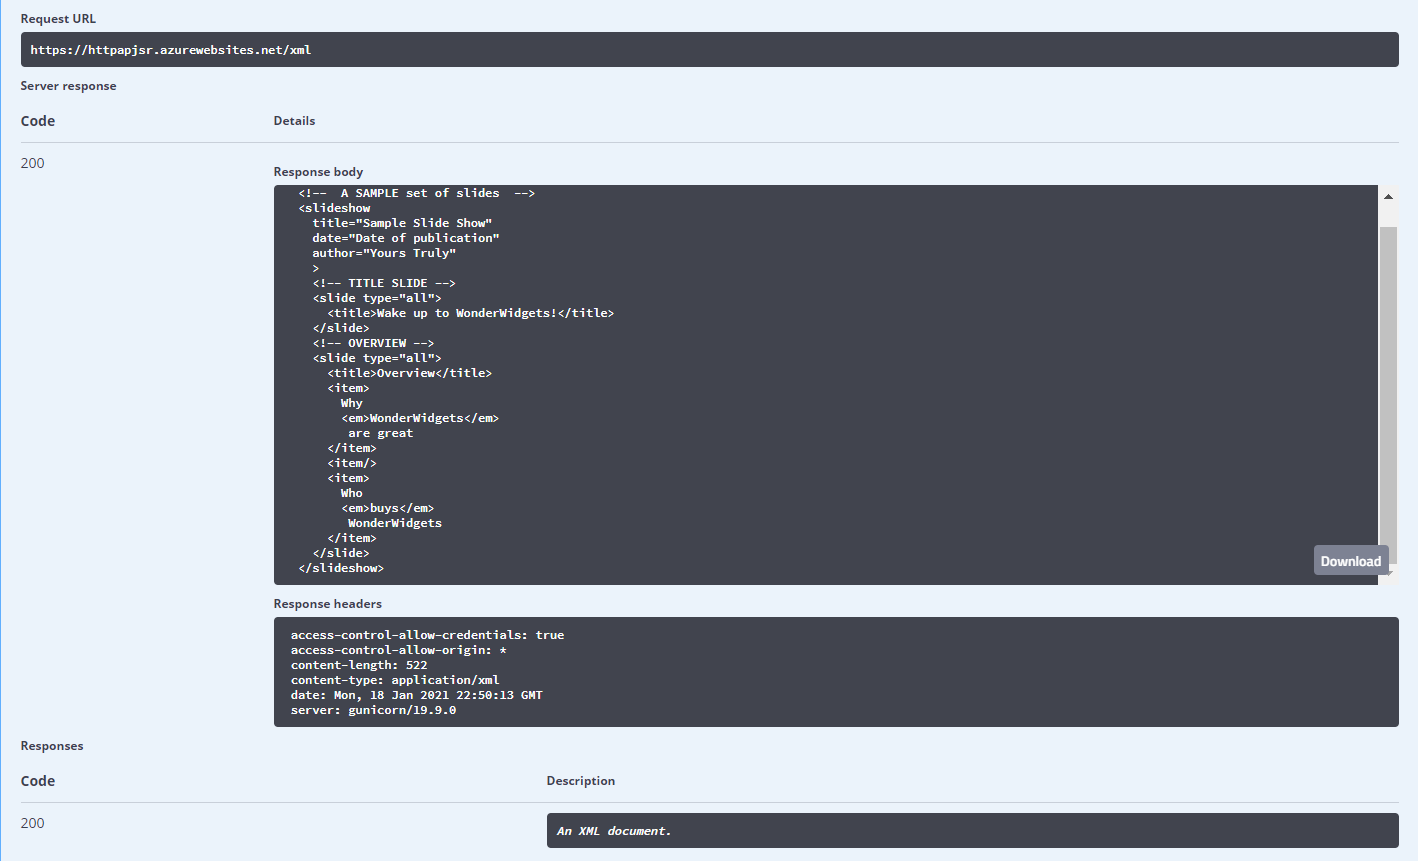 Request URL
https://httpapjsr.azurewebsites.net/xml
Server response
Code Details
200
Response body
<!--  A SAMPLE set of slides  -->
<slideshow
  title="Sample Slide Show"
  date="Date of publication"
  author="Yours Truly"
  >
  <!-- TITLE SLIDE -->
  <slide type="all">
    <title>Wake up to WonderWidgets!</title>
  </slide>
  <!-- OVERVIEW -->
  <slide type="all">
    <title>Overview</title>
    <item>
      Why
      <em>WonderWidgets</em>
       are great
    </item>
    <item/>
    <item>
      Who
      <em>buys</em>
       WonderWidgets
    </item>
  </slide>
</slideshow>
Download
Response headers
access-control-allow-credentials: true
access-control-allow-origin: *
content-length: 522
content-type: application/xml
date: Mon, 18 Jan 2021 22:50:13 GMT
server: gunicorn/19.9.0
Responses
Code Description
200 An XML document.